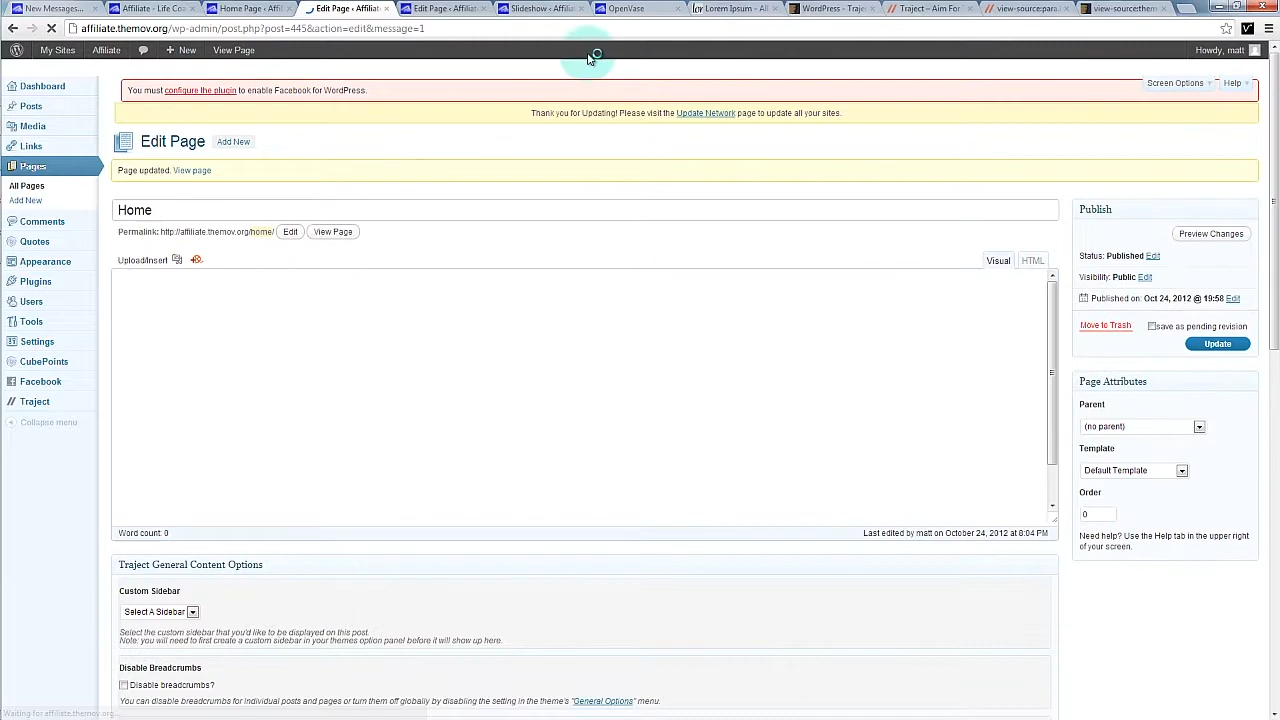 New Messages...
Affiliate - Life Co
Home Page ‹ Affil
Edit Page ‹ Affiliat
Edit Page ‹ Affiliat
Slideshow ‹ Affilia
OpenVase
Lorem Ipsum - All
WordPress - Traje
Traject – Aim For
view-source:para.t
view-source:them
affiliate.themov.org/wp-admin/post.php?post=445&action=edit&message=1
My Sites
Affiliate
New
View Page
Howdy, matt
Dashboard
Posts
Media
Links
Pages
All Pages
Add New
Comments
Quotes
Appearance
Plugins
Users
Tools
Settings
CubePoints
Facebook
Traject
Collapse menu
You must configure the plugin to enable Facebook for WordPress.
Screen Options
Help
Thank you for Updating! Please visit the Update Network page to update all your sites.
Edit Page
Add New
Page updated. View page
Home
Permalink: http://affiliate.themov.org/home/ Edit View Page
Upload/Insert
Visual
HTML
Word count: 0
Last edited by matt on October 24, 2012 at 8:04 PM
Traject General Content Options
Custom Sidebar
Select A Sidebar
Select the custom sidebar that you'd like to be displayed on this post.
Note: you will need to first create a custom sidebar in your themes option panel before it will show up here.
Disable Breadcrumbs
Disable breadcrumbs?
You can disable breadcrumbs for individual posts and pages or turn them off globally by disabling the setting in the theme's "General Options" menu.
Publish
Preview Changes
Status: Published Edit
Visibility: Public Edit
Published on: Oct 24, 2012 @ 19:58 Edit
Move to Trash
save as pending revision
Update
Page Attributes
Parent
(no parent)
Template
Default Template
Order
0
Need help? Use the Help tab in the upper right
of your screen.
Waiting for affiliate.themov.org...